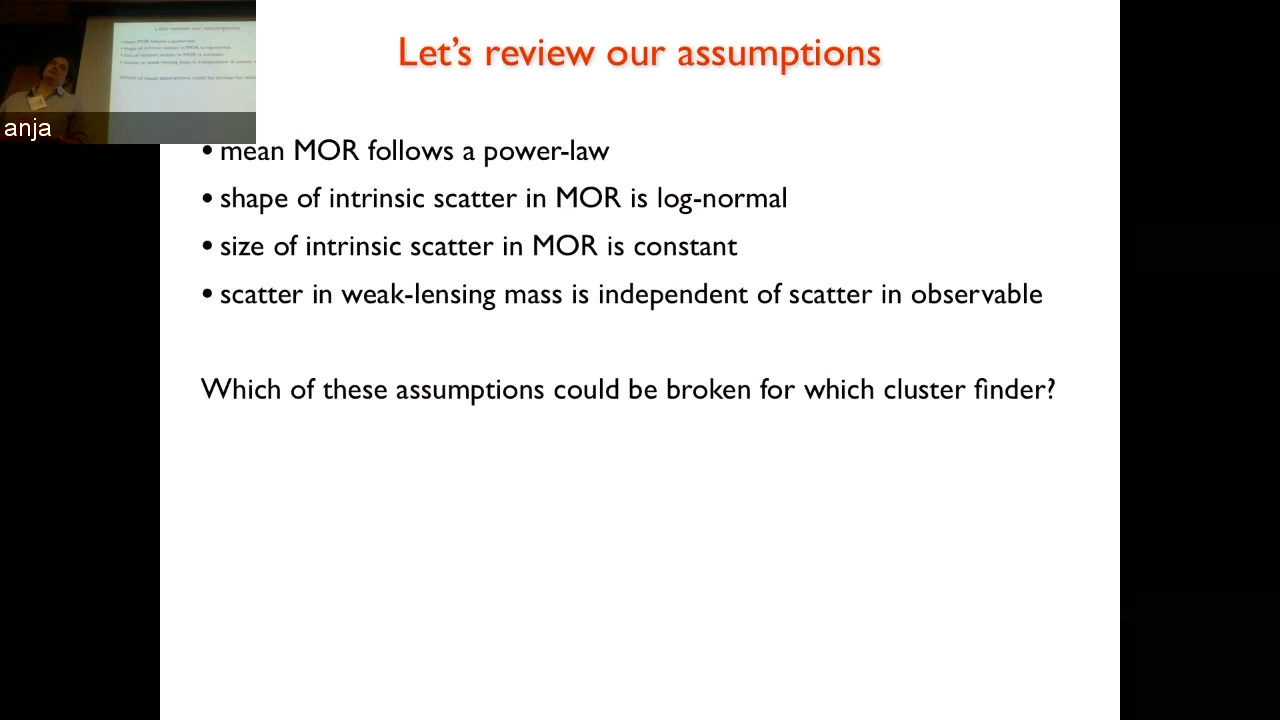 Let's review our assumptions
anja
• mean MOR follows a power-law
• shape of intrinsic scatter in MOR is log-normal
• size of intrinsic scatter in MOR is constant
• scatter in weak-lensing mass is independent of scatter in observable
Which of these assumptions could be broken for which cluster finder?